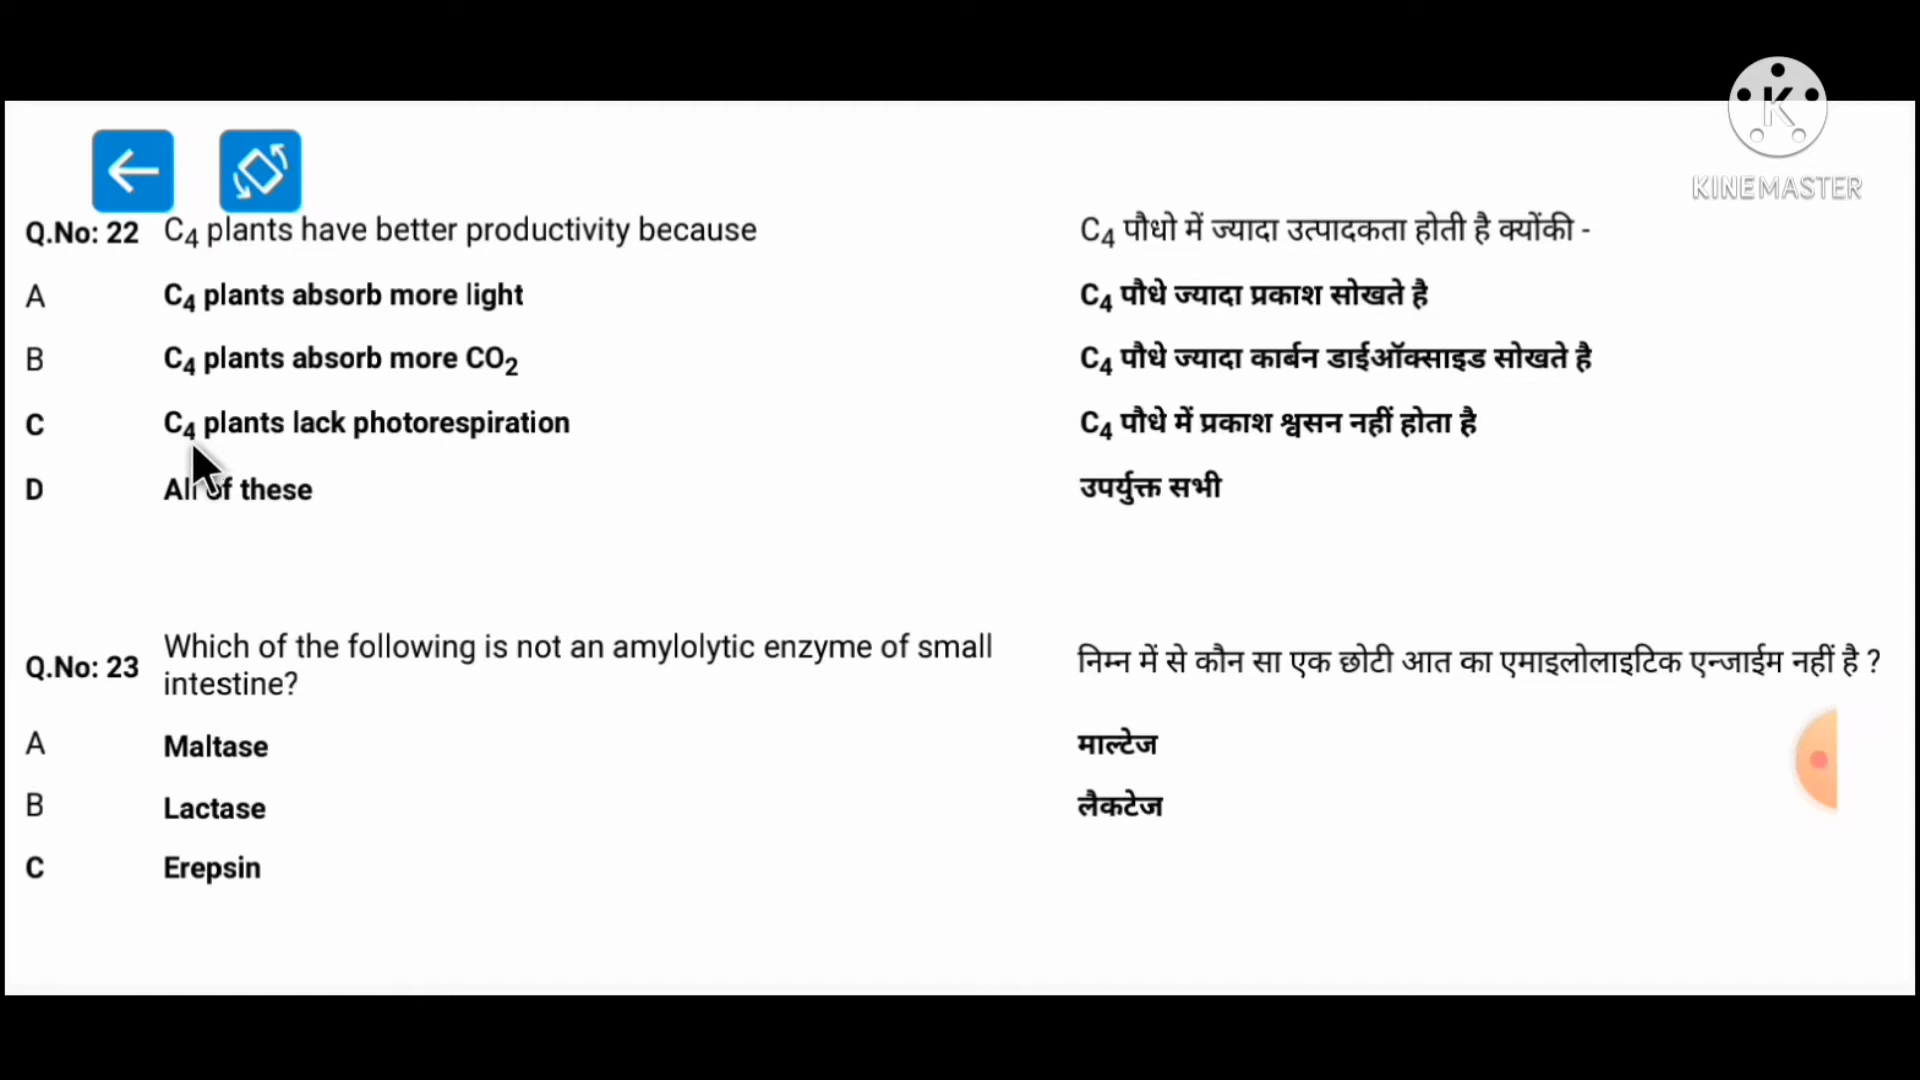 KINEMASTER
Q.No: 22 C4 plants have better productivity because C4 पौधो में ज्यादा उत्पादकता होती है क्योंकी -
A C4 plants absorb more light C4 पौधे ज्यादा प्रकाश सोखते है
B C4 plants absorb more CO2 C4 पौधे ज्यादा कार्बन डाईऑक्साइड सोखते है
C C4 plants lack photorespiration C4 पौधे में प्रकाश श्वसन नहीं होता है
D All of these उपर्युक्त सभी
Q.No: 23 Which of the following is not an amylolytic enzyme of small
intestine? निम्न में से कौन सा एक छोटी आत का एमाइलोलाइटिक एन्जाईम नहीं है ?
A Maltase माल्टेज
B Lactase लैकटेज
C Erepsin